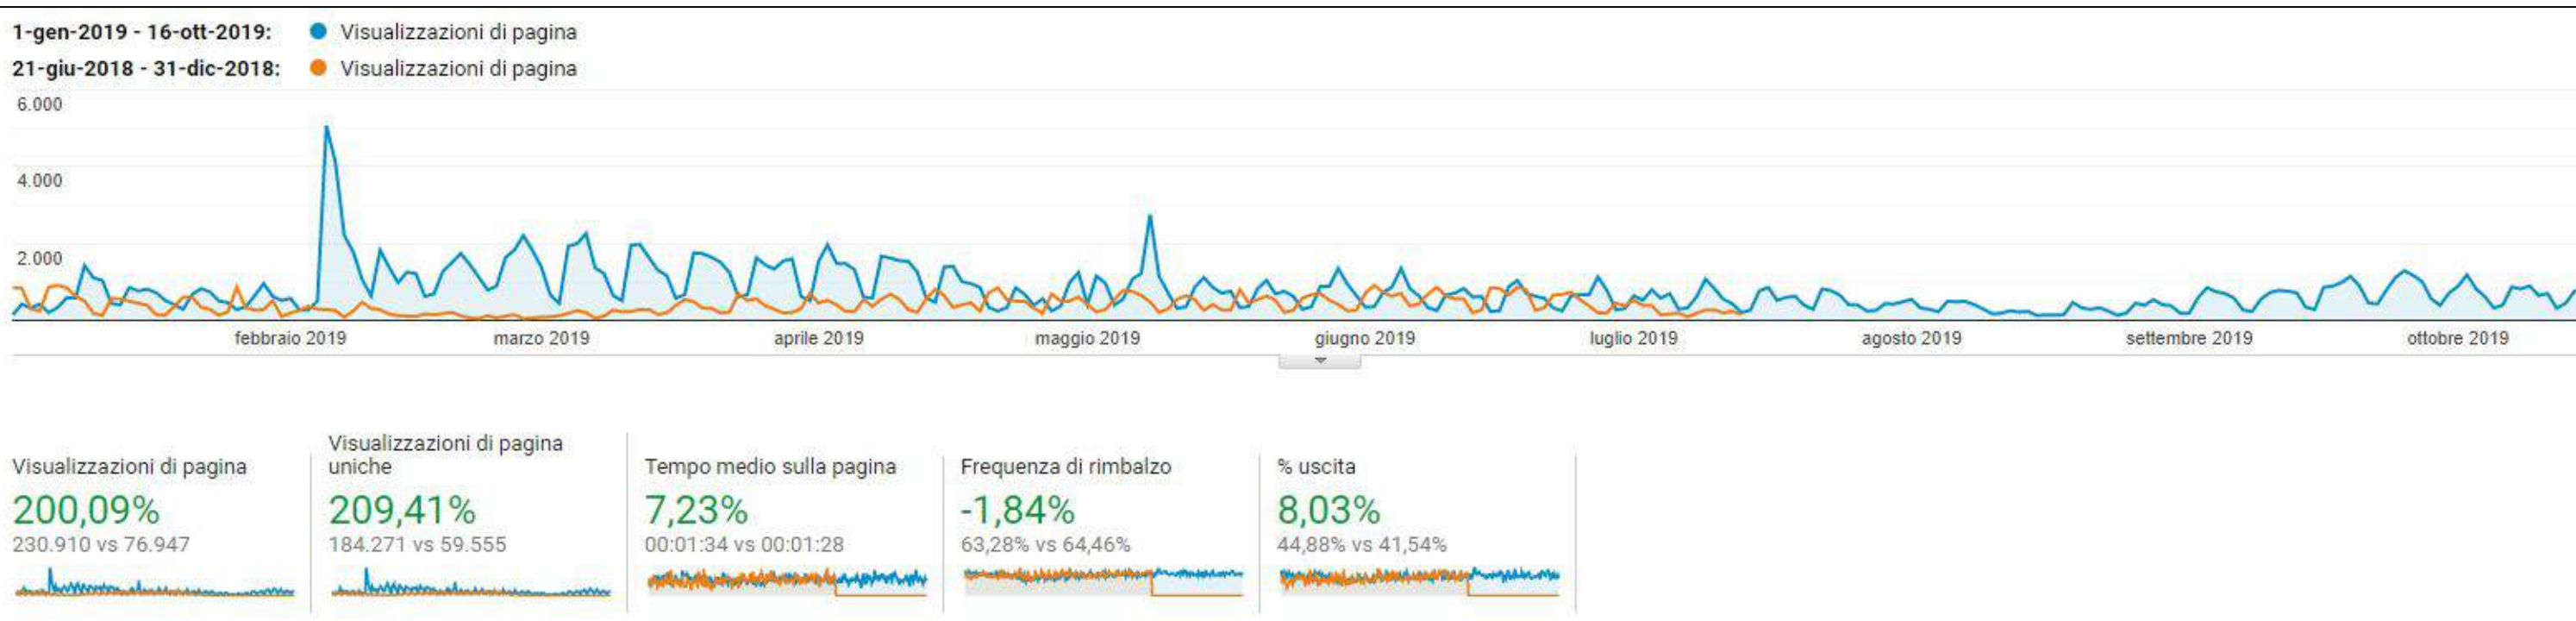 1-gen-2019 - 16-ott-2019: Visualizzazioni di pagina
21-giu-2018 - 31-dic-2018: Visualizzazioni di pagina
6.000
4.000
2.000
febbraio 2019 marzo 2019 aprile 2019 maggio 2019 giugno 2019 luglio 2019 agosto 2019 settembre 2019 ottobre 2019
Visualizzazioni di pagina
200,09%
230.910 vs 76.947
Visualizzazioni di pagina
uniche
209,41%
184.271 vs 59.555
Tempo medio sulla pagina
7,23%
00:01:34 vs 00:01:28
Frequenza di rimbalzo
-1,84%
63,28% vs 64,46%
% uscita
8,03%
44,88% vs 41,54%